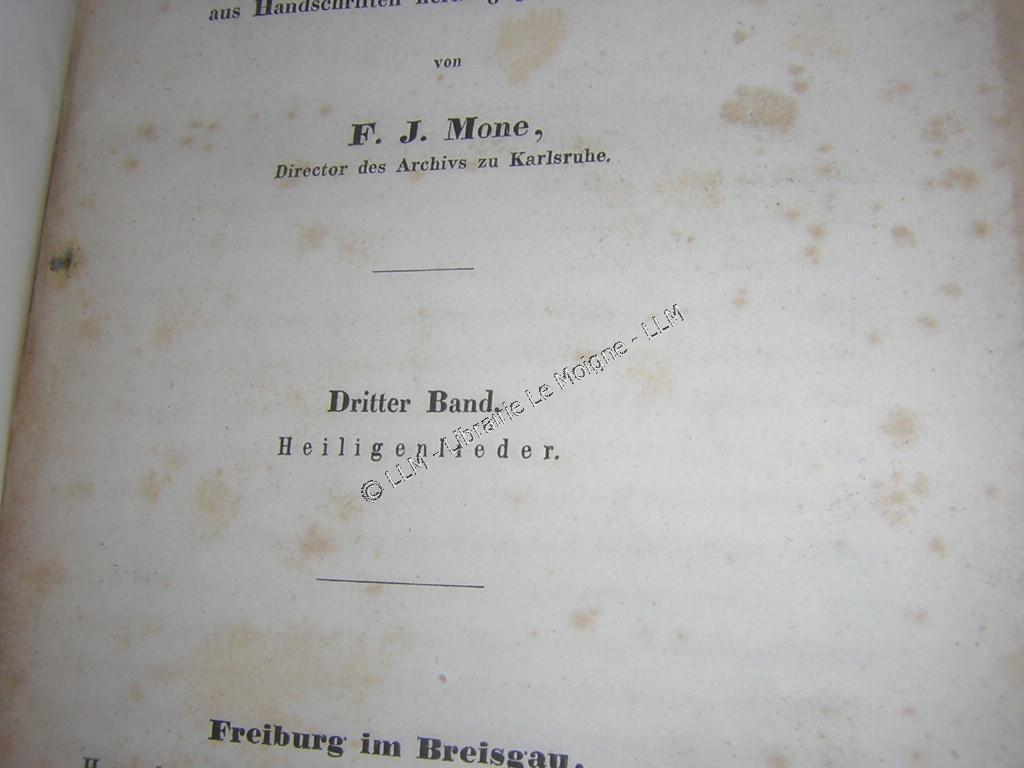 aus Handschriften
von
F. J. Mone,
Director des Archivs zu Karlsruhe.
Dritter Band.
Heiligenlieder.
© LLM - Librairie Le Moigne - LLM
Freiburg im Breisgau.